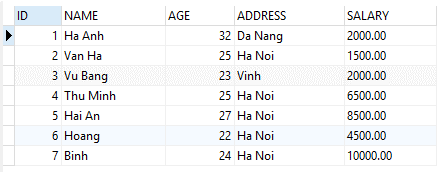 ID NAME AGE ADDRESS SALARY
1 Ha Anh 32 Da Nang 2000.00
2 Van Ha 25 Ha Noi 1500.00
3 Vu Bang 23 Vinh 2000.00
4 Thu Minh 25 Ha Noi 6500.00
5 Hai An 27 Ha Noi 8500.00
6 Hoang 22 Ha Noi 4500.00
7 Binh 24 Ha Noi 10000.00